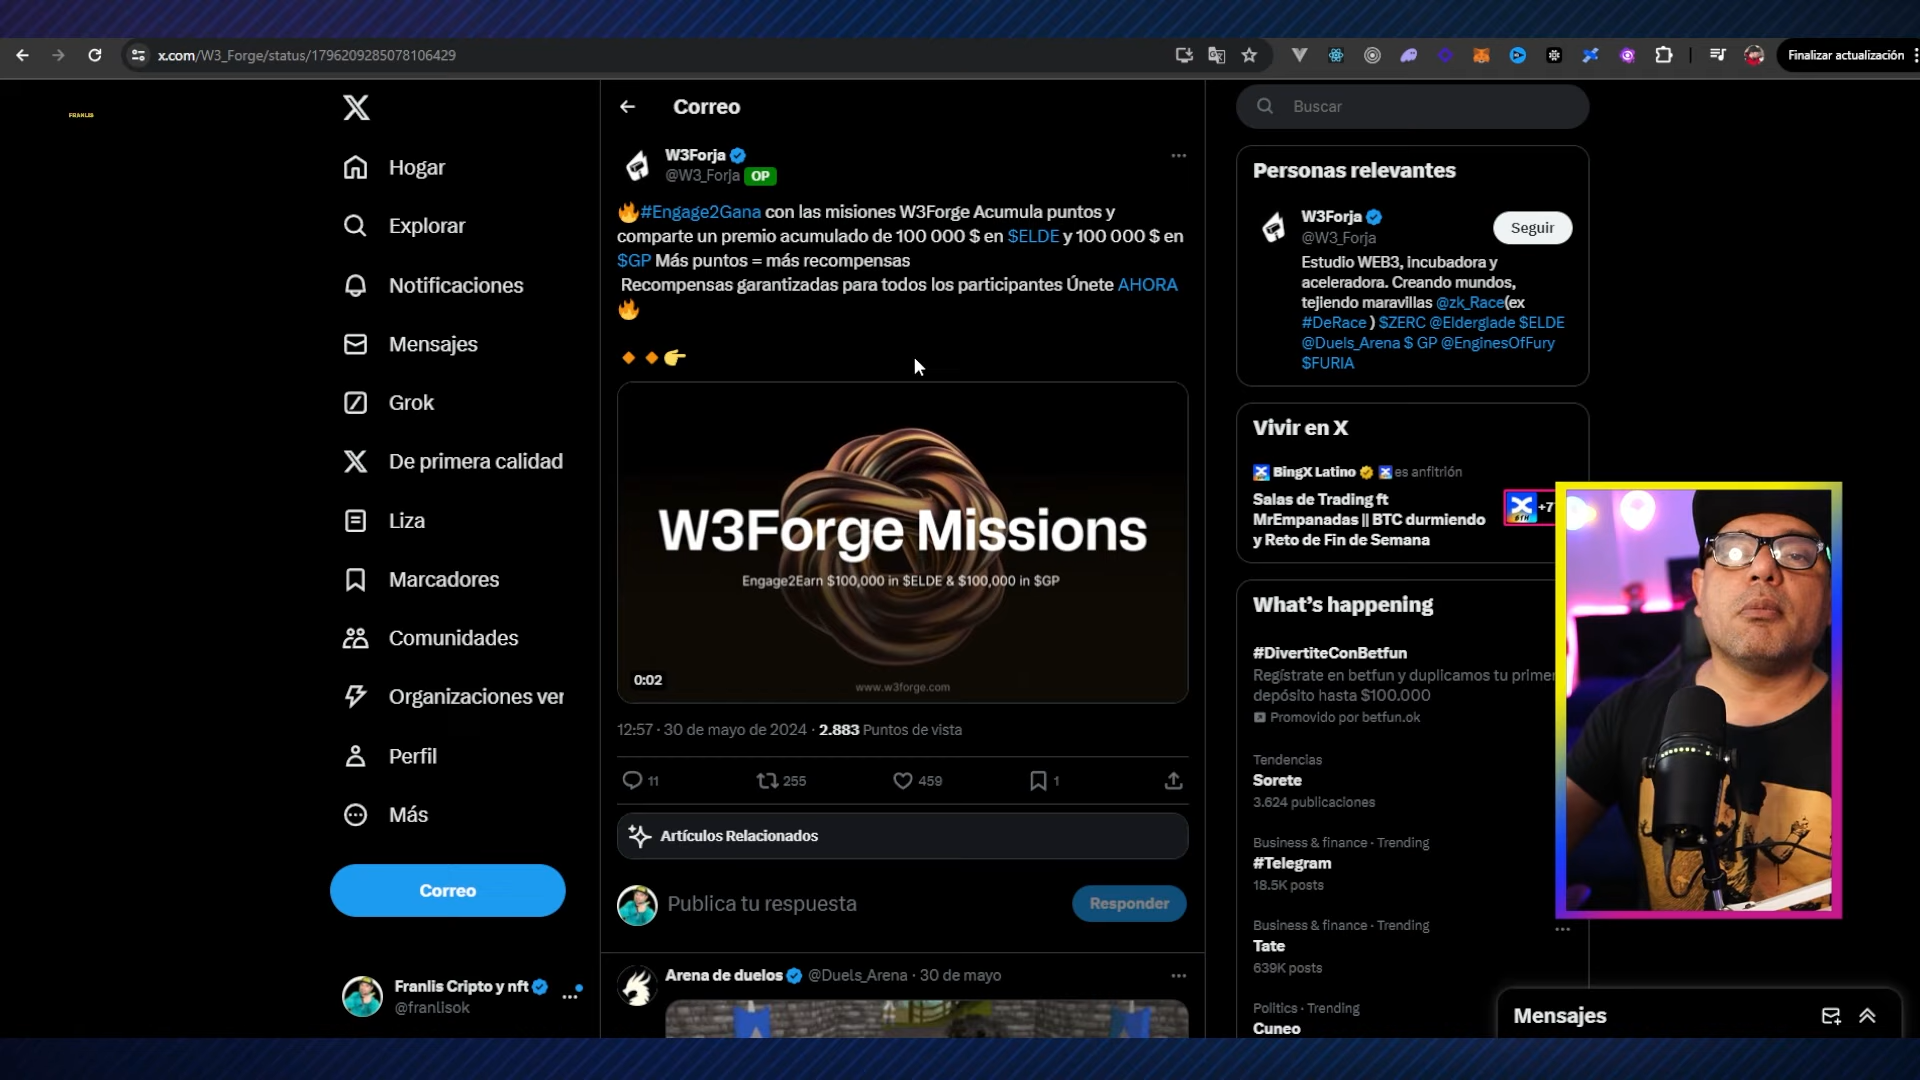 x.com/W3_Forge/status/1796209285078106429
Finalizar actualización
FRANLIS
Hogar
Explorar
Notificaciones
Mensajes
Grok
De primera calidad
Liza
Marcadores
Comunidades
Organizaciones ver
Perfil
Más
Correo
Franlis Cripto y nft
@franlisok
Correo
W3Forja
@W3_Forja OP
🔥#Engage2Gana con las misiones W3Forge Acumula puntos y
comparte un premio acumulado de 100 000 $ en $ELDE y 100 000 $ en
$GP Más puntos = más recompensas
Recompensas garantizadas para todos los participantes Únete AHORA
🔥
🔸🔸👉
W3Forge Missions
Engage2Earn $100,000 in $ELDE & $100,000 in $GP
0:02
www.w3forge.com
12:57 · 30 de mayo de 2024 · 2.883 Puntos de vista
11 255 459 1
Artículos Relacionados
Publica tu respuesta
Responder
Arena de duelos @Duels_Arena · 30 de mayo
Buscar
Personas relevantes
W3Forja
@W3_Forja
Seguir
Estudio WEB3, incubadora y
aceleradora. Creando mundos,
tejiendo maravillas @zk_Race(ex
#DeRace ) $ZERC @Elderglade $ELDE
@Duels_Arena $ GP @EnginesOfFury
$FURIA
Vivir en X
BingX Latino es anfitrión
Salas de Trading ft
MrEmpanadas || BTC durmiendo
y Reto de Fin de Semana
+7
What's happening
#DivertiteConBetfun
Regístrate en betfun y duplicamos tu primer
depósito hasta $100.000
Promovido por betfun.ok
Tendencias
Sorete
3.624 publicaciones
Business & finance · Trending
#Telegram
18.5K posts
Business & finance · Trending
Tate
639K posts
Politics · Trending
Cuneo
Mensajes